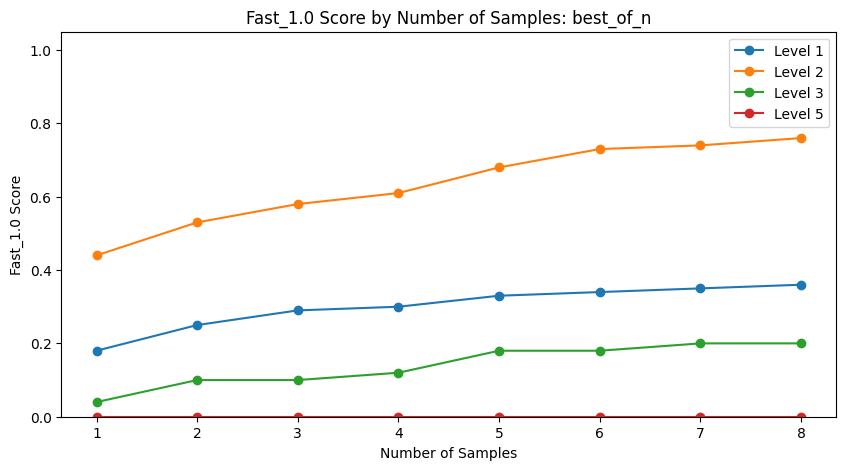 Fast_1.0 Score by Number of Samples: best_of_n
Fast_1.0 Score
1.0
0.8
0.6
0.4
0.2
0.0
Level 1
Level 2
Level 3
Level 5
1 2 3 4 5 6 7 8
Number of Samples